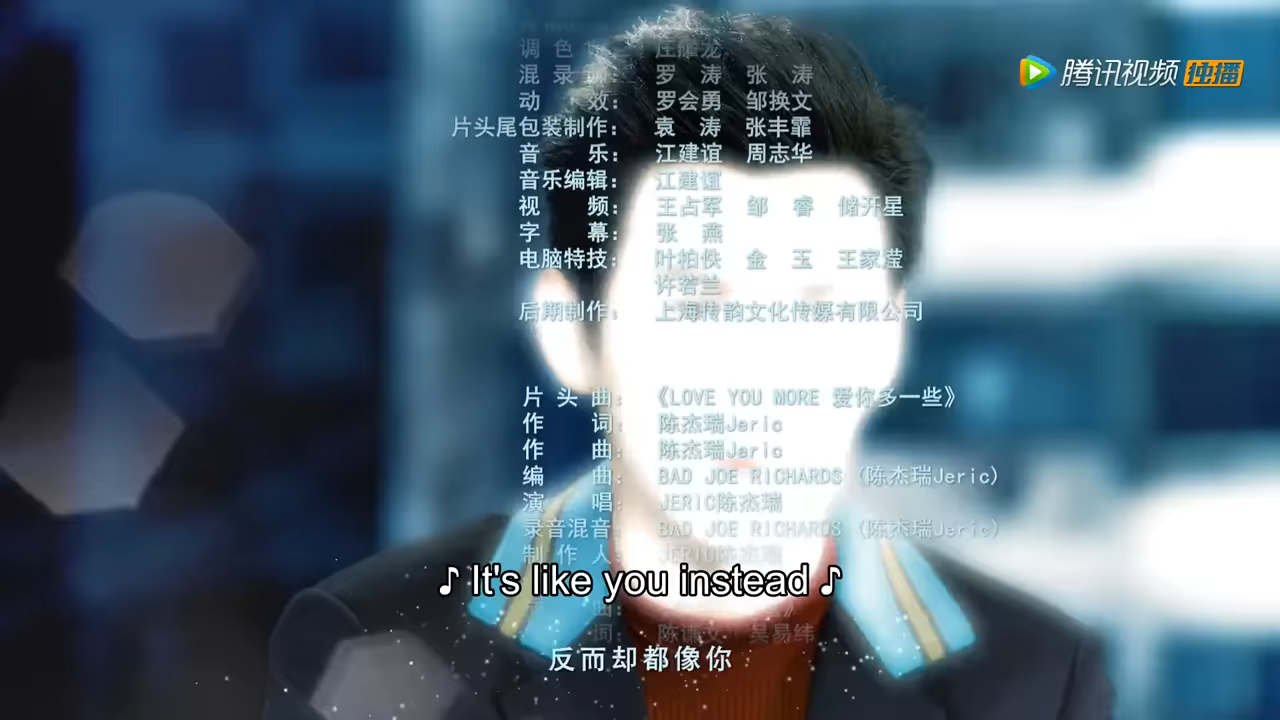 调 色
混 录 师： 罗 涛 张 涛
腾讯视频 独播
动 效： 罗会勇 邹换文
片头尾包装制作： 袁 涛 张丰霏
音 乐： 江建谊 周志华
音乐编辑： 江建谊
视 频： 王占军 邹 睿 储开星
字 幕： 张 燕
电脑特技： 叶柏佚 金 玉 王家滢
许若兰
后期制作： 上海传韵文化传媒有限公司
片 头 曲： 《LOVE YOU MORE 爱你多一些》
作 词： 陈杰瑞Jeric
作 曲： 陈杰瑞Jeric
编 曲： BAD JOE RICHARDS (陈杰瑞Jeric)
演 唱： JERIC陈杰瑞
录音混音： BAD JOE RICHARDS (陈杰瑞Jeric)
制 作 人： JERIC陈杰瑞
♪ It's like you instead ♪
曲： 》
词： 陈谦文 吴易纬
反而却都像你